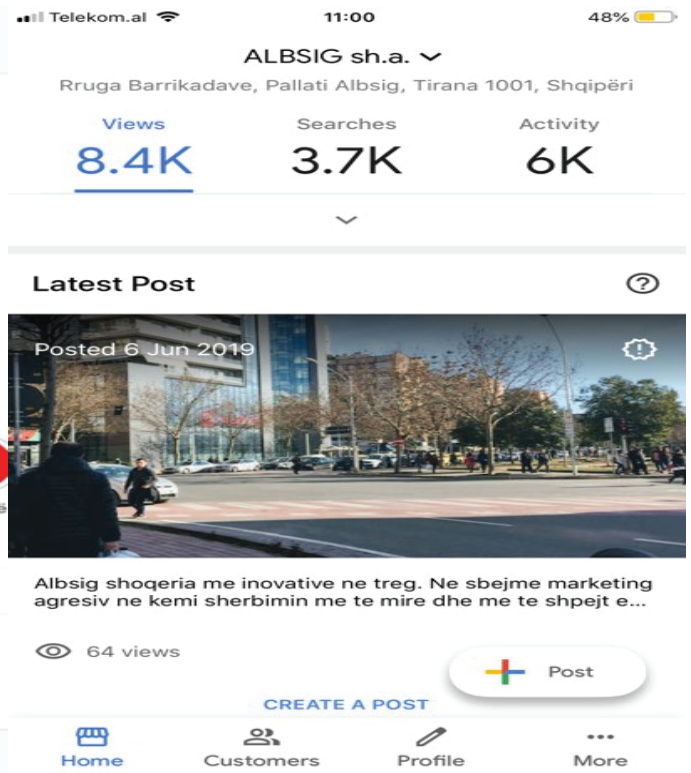 Telekom.al 11:00 48%
ALBSIG sh.a.
Rruga Barrikadave, Pallati Albsig, Tirana 1001, Shqipëri
Views Searches Activity
8.4K 3.7K 6K
Latest Post
Posted 6 Jun 2019
Albsig shoqeria me inovative ne treg. Ne sbejme marketing
agresiv ne kemi sherbimin me te mire dhe me te shpejt e...
64 views
Post
CREATE A POST
Home Customers Profile More